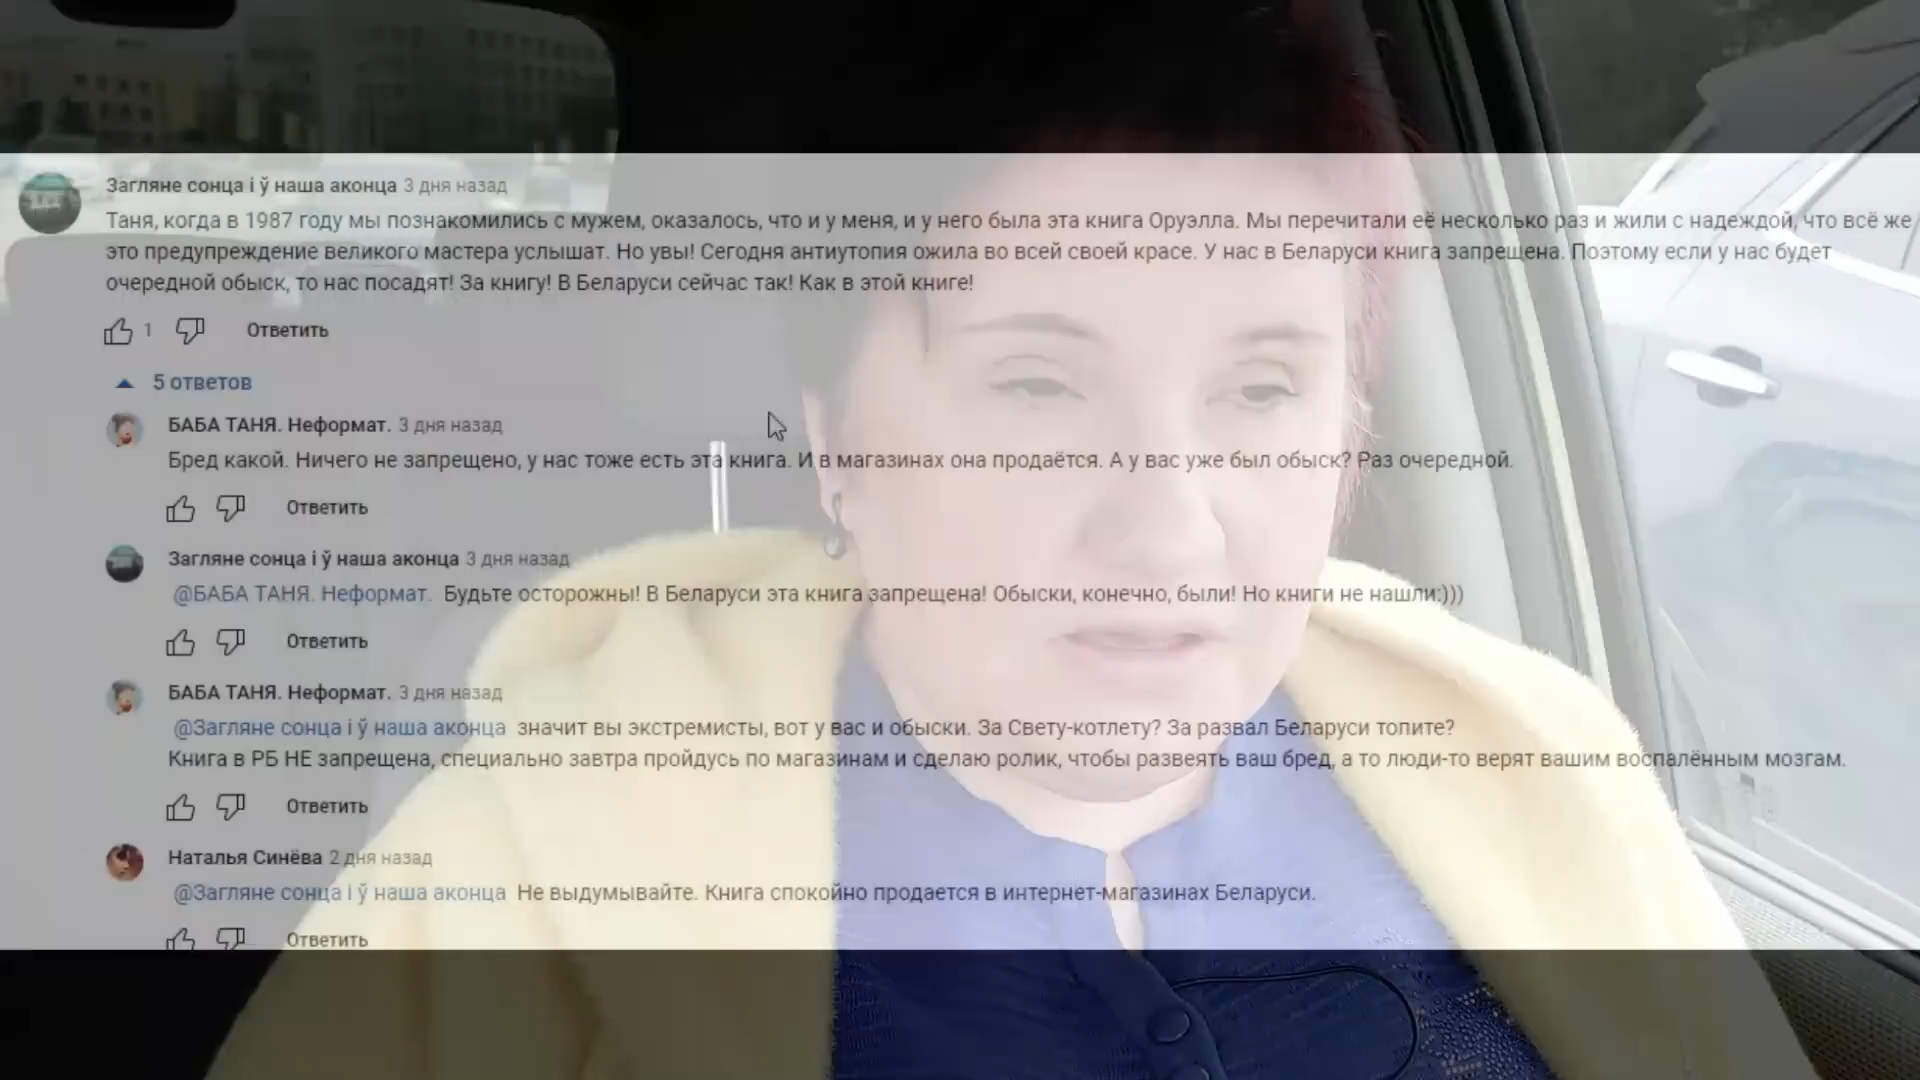 Загляне сонца і ў наша аконца 3 дня назад
Таня, когда в 1987 году мы познакомились с мужем, оказалось, что и у меня, и у него была эта книга Оруэлла. Мы перечитали её несколько раз и жили с надеждой, что всё же
это предупреждение великого мастера услышат. Но увы! Сегодня антиутопия ожила во всей своей красе. У нас в Беларуси книга запрещена. Поэтому если у нас будет
очередной обыск, то нас посадят! За книгу! В Беларуси сейчас так! Как в этой книге!
1 Ответить
5 ответов
БАБА ТАНЯ. Неформат. 3 дня назад
Бред какой. Ничего не запрещено, у нас тоже есть эта книга. И в магазинах она продаётся. А у вас уже был обыск? Раз очередной.
Ответить
Загляне сонца і ў наша аконца 3 дня назад
@БАБА ТАНЯ. Неформат. Будьте осторожны! В Беларуси эта книга запрещена! Обыски, конечно, были! Но книги не нашли:)))
Ответить
БАБА ТАНЯ. Неформат. 3 дня назад
@Загляне сонца і ў наша аконца значит вы экстремисты, вот у вас и обыски. За Свету-котлету? За развал Беларуси топите?
Книга в РБ НЕ запрещена, специально завтра пройдусь по магазинам и сделаю ролик, чтобы развеять ваш бред, а то люди-то верят вашим воспалённым мозгам.
Ответить
Наталья Синёва 2 дня назад
@Загляне сонца і ў наша аконца Не выдумывайте. Книга спокойно продается в интернет-магазинах Беларуси.
Ответить